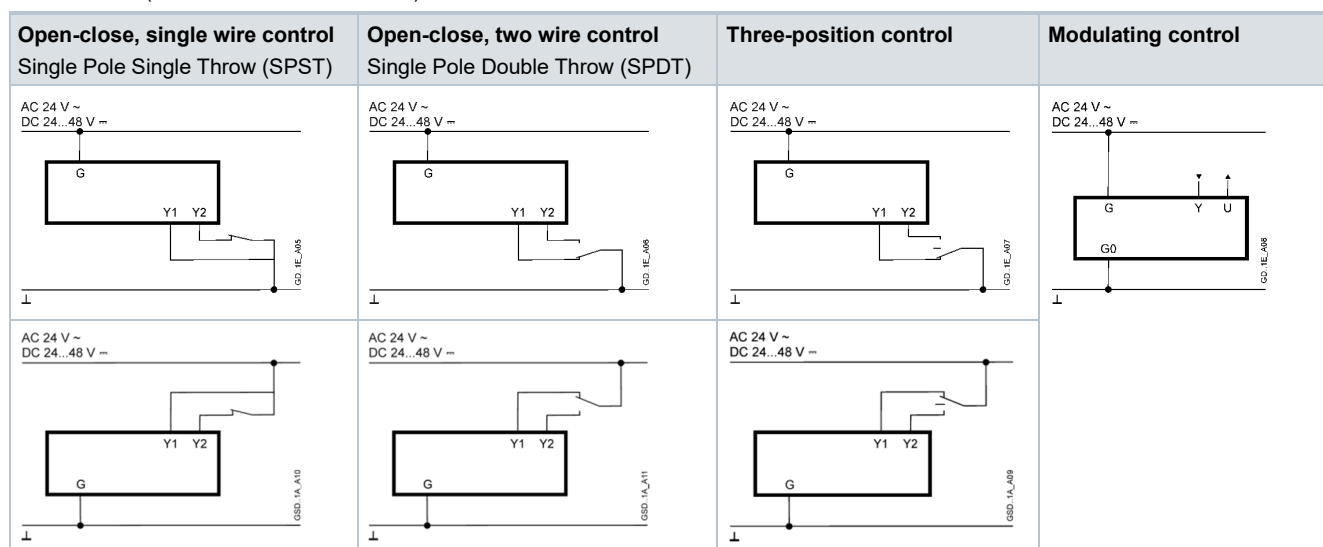 Open-close, single wire control
Single Pole Single Throw (SPST)
Open-close, two wire control
Single Pole Double Throw (SPDT)
Three-position control
Modulating control
AC 24 V ~
DC 24...48 V ⎓
G
Y1 Y2
GD..1E_A05
⊥
AC 24 V ~
DC 24...48 V ⎓
G
Y1 Y2
GD..1E_A06
⊥
AC 24 V ~
DC 24...48 V ⎓
G
Y1 Y2
GD..1E_A07
⊥
AC 24 V ~
DC 24...48 V ⎓
G Y U
G0
GD..1E_A08
⊥
AC 24 V ~
DC 24...48 V ⎓
Y1 Y2
G
GSD..1A_A10
⊥
AC 24 V ~
DC 24...48 V ⎓
Y1 Y2
G
GSD..1A_A11
⊥
AC 24 V ~
DC 24...48 V ⎓
Y1 Y2
G
GSD..1A_A09
⊥